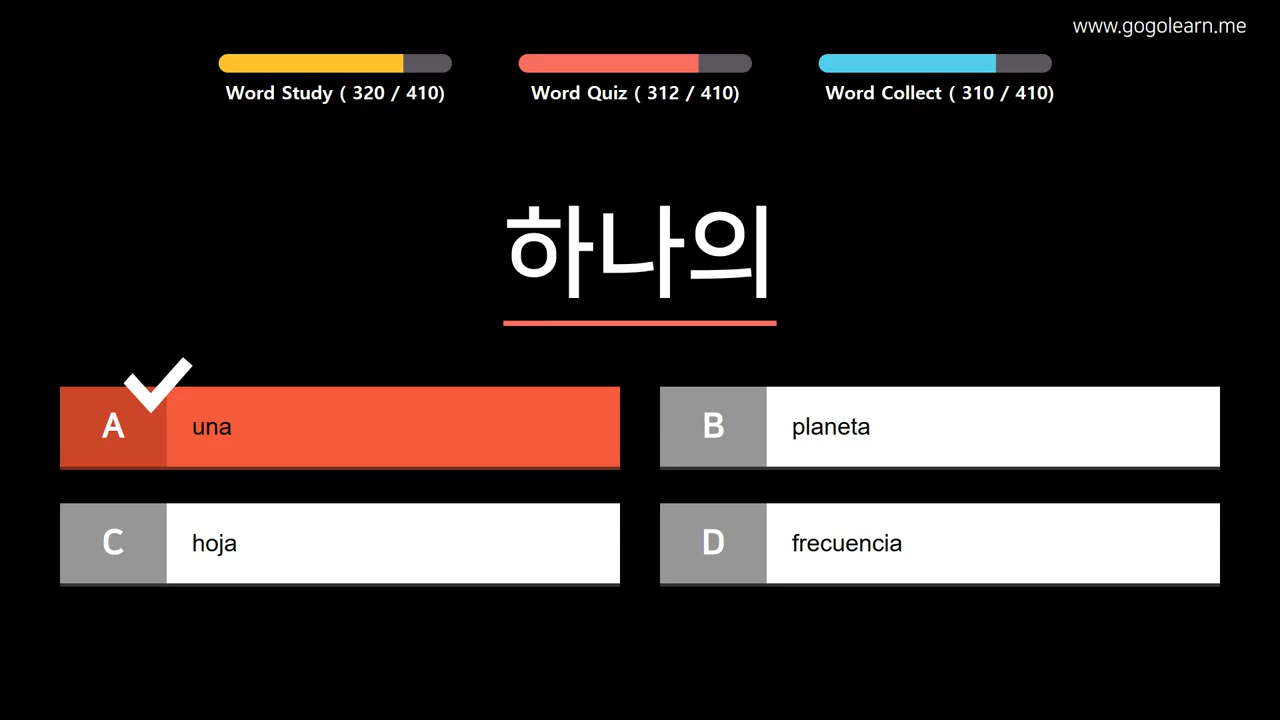 www.gogolearn.me
Word Study ( 320 / 410)
Word Quiz ( 312 / 410)
Word Collect ( 310 / 410)
하나의
A una
B planeta
C hoja
D frecuencia